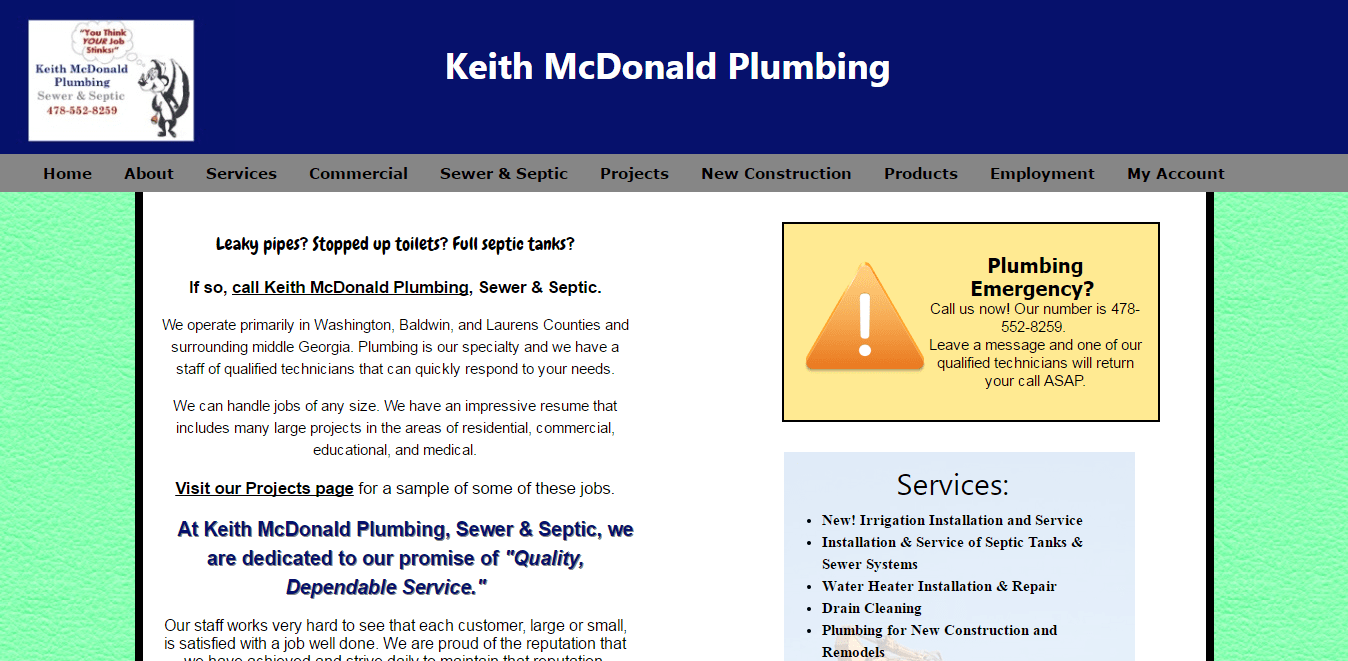 "You Think
YOUR Job
Stinks!"
Keith McDonald
Plumbing
Sewer & Septic
478-552-8259
Keith McDonald Plumbing
Home About Services Commercial Sewer & Septic Projects New Construction Products Employment My Account
Leaky pipes? Stopped up toilets? Full septic tanks?
If so, call Keith McDonald Plumbing, Sewer & Septic.
We operate primarily in Washington, Baldwin, and Laurens Counties and
surrounding middle Georgia. Plumbing is our specialty and we have a
staff of qualified technicians that can quickly respond to your needs.
We can handle jobs of any size. We have an impressive resume that
includes many large projects in the areas of residential, commercial,
educational, and medical.
Visit our Projects page for a sample of some of these jobs.
At Keith McDonald Plumbing, Sewer & Septic, we
are dedicated to our promise of "Quality,
Dependable Service."
Our staff works very hard to see that each customer, large or small,
is satisfied with a job well done. We are proud of the reputation that
we have achieved and strive daily to maintain that reputation
Plumbing
Emergency?
Call us now! Our number is 478-
552-8259.
Leave a message and one of our
qualified technicians will return
your call ASAP.
Services:
• New! Irrigation Installation and Service
• Installation & Service of Septic Tanks &
Sewer Systems
• Water Heater Installation & Repair
• Drain Cleaning
• Plumbing for New Construction and
Remodels